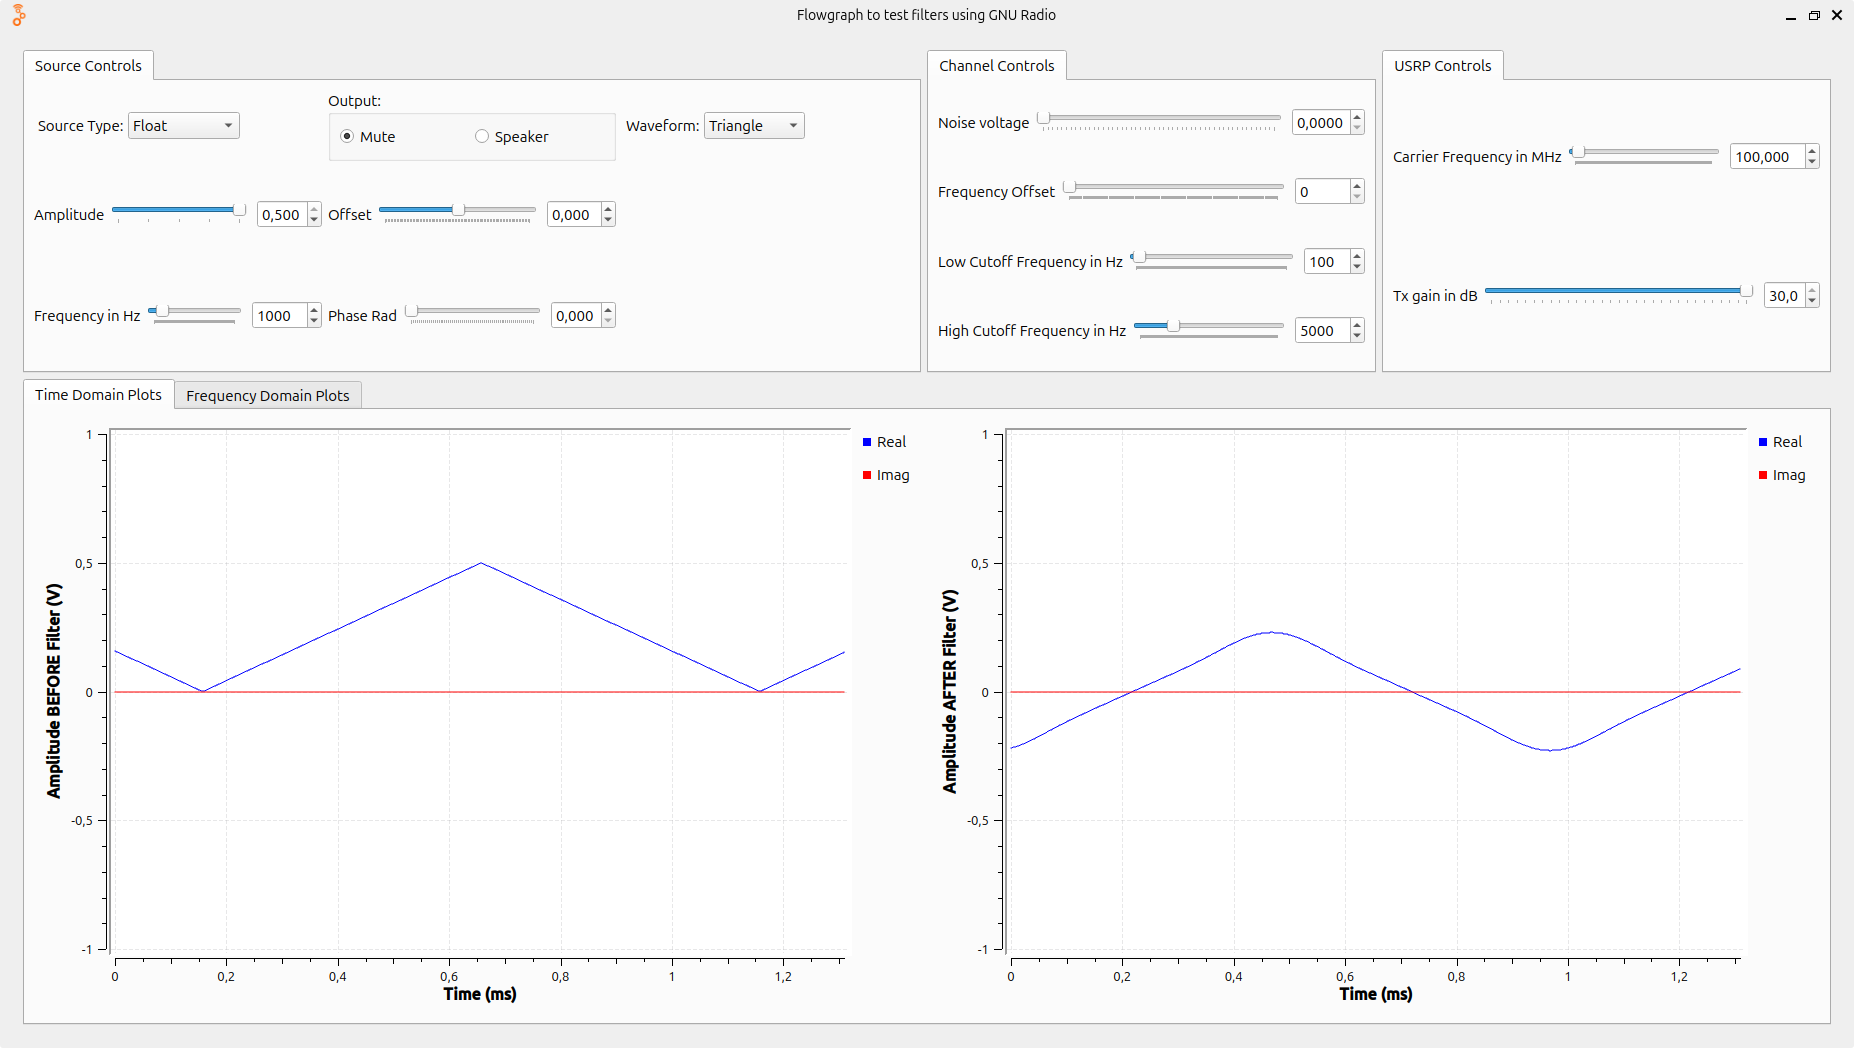 Flowgraph to test filters using GNU Radio
Source Controls
Source Type: Float
Output:
Mute
Speaker
Waveform: Triangle
Amplitude 0,500
Offset 0,000
Frequency in Hz 1000
Phase Rad 0,000
Channel Controls
Noise voltage 0,0000
Frequency Offset 0
Low Cutoff Frequency in Hz 100
High Cutoff Frequency in Hz 5000
USRP Controls
Carrier Frequency in MHz 100,000
Tx gain in dB 30,0
Time Domain Plots
Frequency Domain Plots
Amplitude BEFORE Filter (V)
1
0,5
0
-0,5
-1
0 0,2 0,4 0,6 0,8 1 1,2
Time (ms)
Real
Imag
Amplitude AFTER Filter (V)
1
0,5
0
-0,5
-1
0 0,2 0,4 0,6 0,8 1 1,2
Time (ms)
Real
Imag